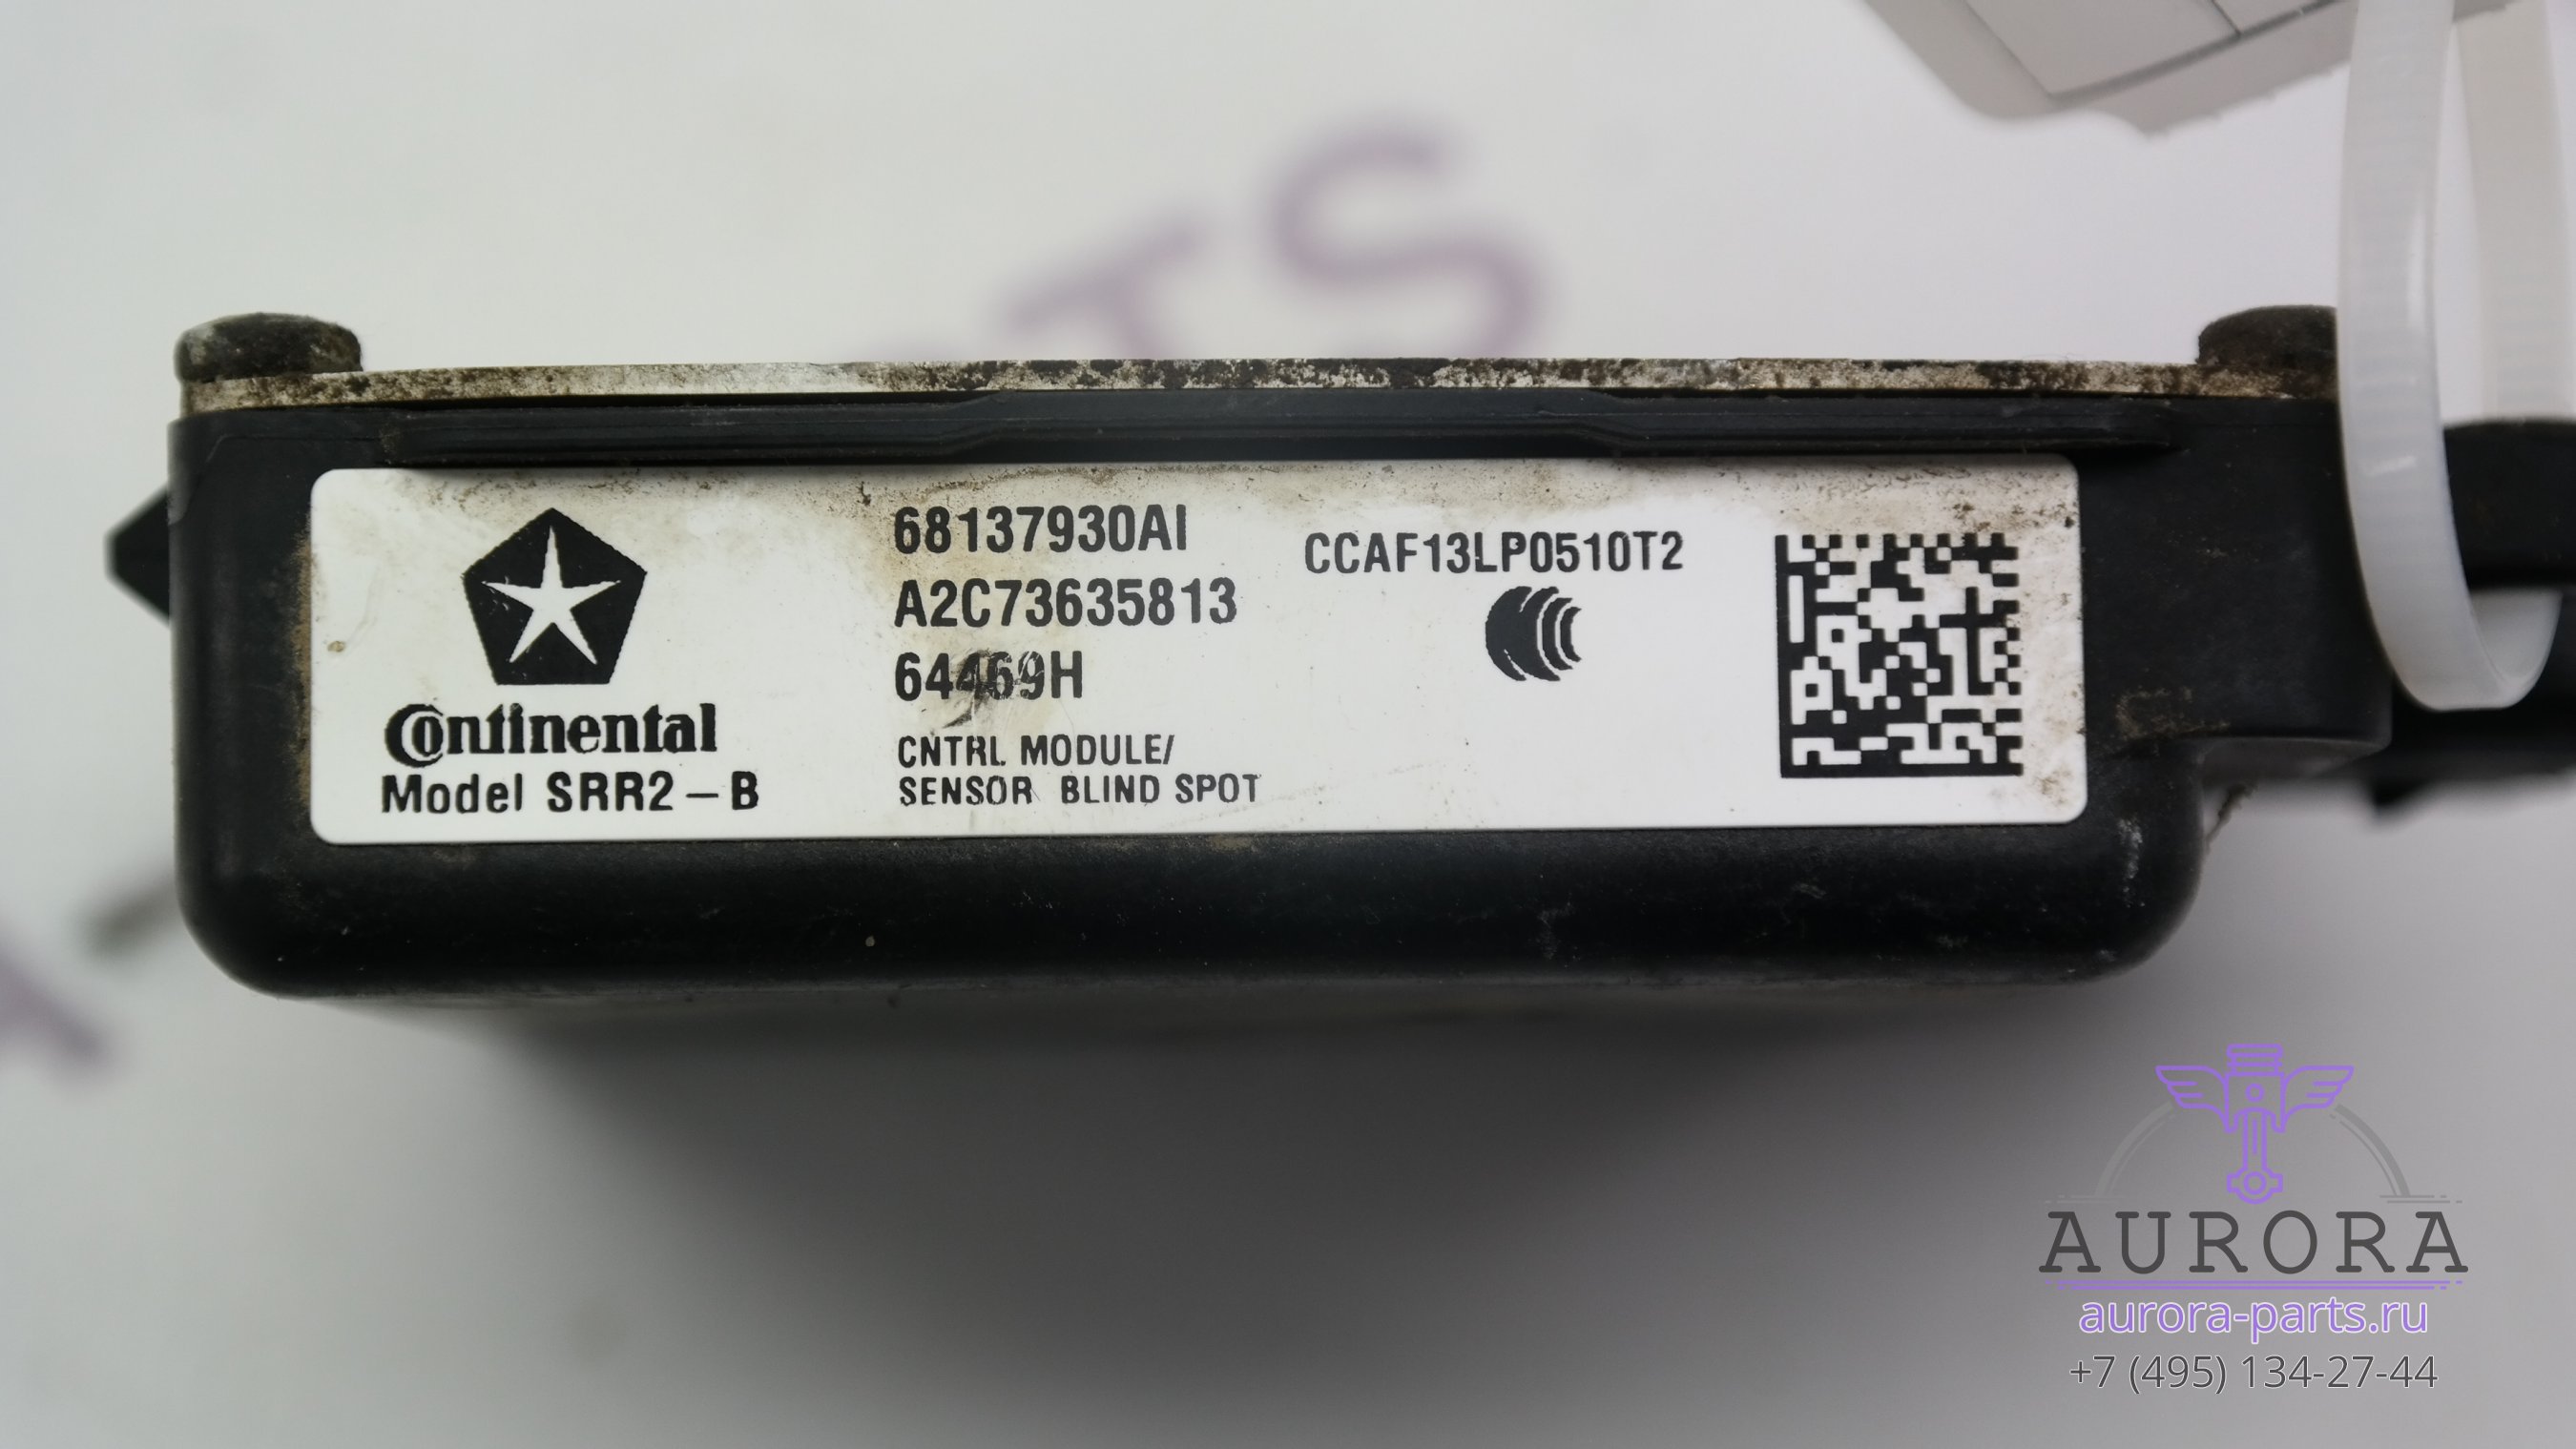 TS
68137930AI
A2C73635813
64469H
CCAF13LP0510T2
Continental
Model SRR2-B
CNTRL MODULE/
SENSOR BLIND SPOT
AURORA
aurora-parts.ru
+7 (495) 134-27-44